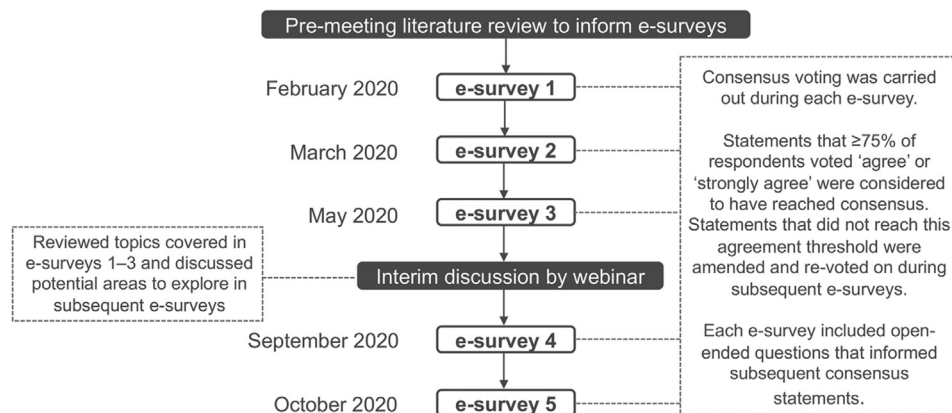 Pre-meeting literature review to inform e-surveys
February 2020
e-survey 1
March 2020
e-survey 2
May 2020
e-survey 3
Interim discussion by webinar
September 2020
e-survey 4
October 2020
e-survey 5
Reviewed topics covered in
e-surveys 1–3 and discussed
potential areas to explore in
subsequent e-surveys
Consensus voting was carried
out during each e-survey.
Statements that ≥75% of
respondents voted ‘agree’ or
‘strongly agree’ were considered
to have reached consensus.
Statements that did not reach this
agreement threshold were
amended and re-voted on during
subsequent e-surveys.
Each e-survey included open-
ended questions that informed
subsequent consensus
statements.